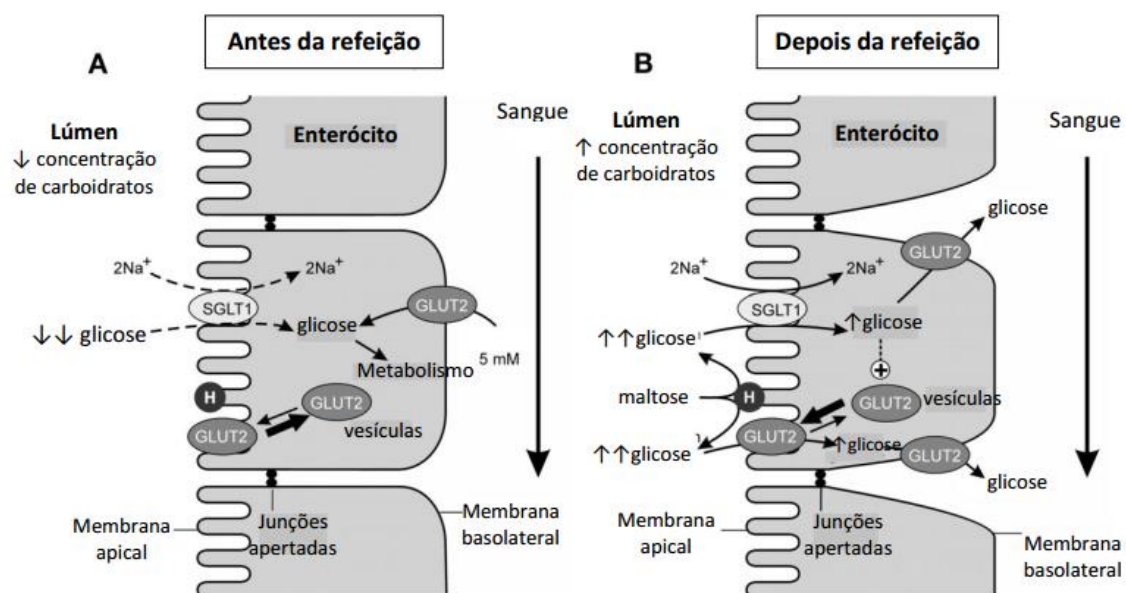 Antes da refeição
A
Lúmen
↓ concentração
de carboidratos
Enterócito
Sangue
2Na⁺
2Na⁺
SGLT1
↓↓ glicose
glicose
GLUT2
5 mM
Metabolismo
H
GLUT2
vesículas
GLUT2
Membrana
apical
Junções
apertadas
Membrana
basolateral
Depois da refeição
B
Lúmen
↑ concentração
de carboidratos
Enterócito
Sangue
glicose
GLUT2
2Na⁺
2Na⁺
SGLT1
↑↑glicose
↑glicose
+
maltose
H
GLUT2
vesículas
GLUT2
↑↑glicose
↑glicose
GLUT2
glicose
Membrana
apical
Junções
apertadas
Membrana
basolateral